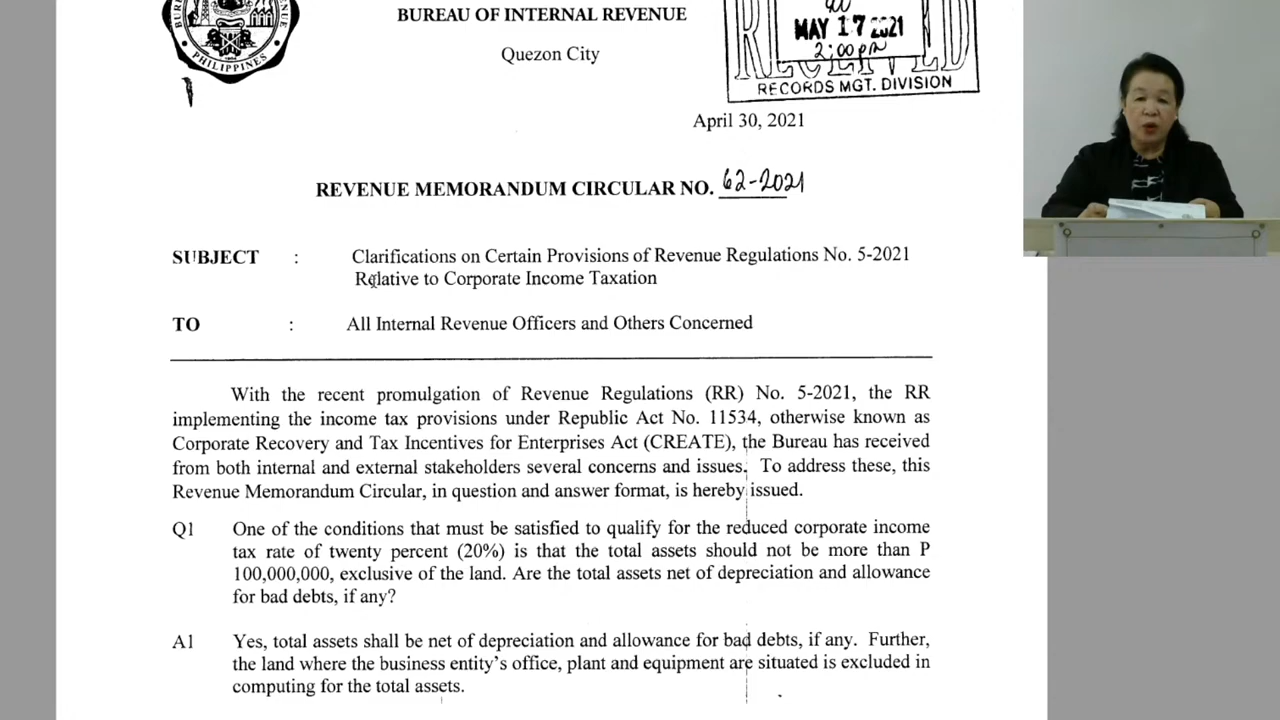 BUREAU OF INTERNAL REVENUE
Quezon City
PHILIPPINES
MAY 17 2021
2:00 pm
RECEIVED
RECORDS MGT. DIVISION
April 30, 2021
REVENUE MEMORANDUM CIRCULAR NO. 62-2021
SUBJECT : Clarifications on Certain Provisions of Revenue Regulations No. 5-2021
Relative to Corporate Income Taxation
TO : All Internal Revenue Officers and Others Concerned
With the recent promulgation of Revenue Regulations (RR) No. 5-2021, the RR
implementing the income tax provisions under Republic Act No. 11534, otherwise known as
Corporate Recovery and Tax Incentives for Enterprises Act (CREATE), the Bureau has received
from both internal and external stakeholders several concerns and issues. To address these, this
Revenue Memorandum Circular, in question and answer format, is hereby issued.
Q1 One of the conditions that must be satisfied to qualify for the reduced corporate income
tax rate of twenty percent (20%) is that the total assets should not be more than P
100,000,000, exclusive of the land. Are the total assets net of depreciation and allowance
for bad debts, if any?
A1 Yes, total assets shall be net of depreciation and allowance for bad debts, if any. Further,
the land where the business entity's office, plant and equipment are situated is excluded in
computing for the total assets.